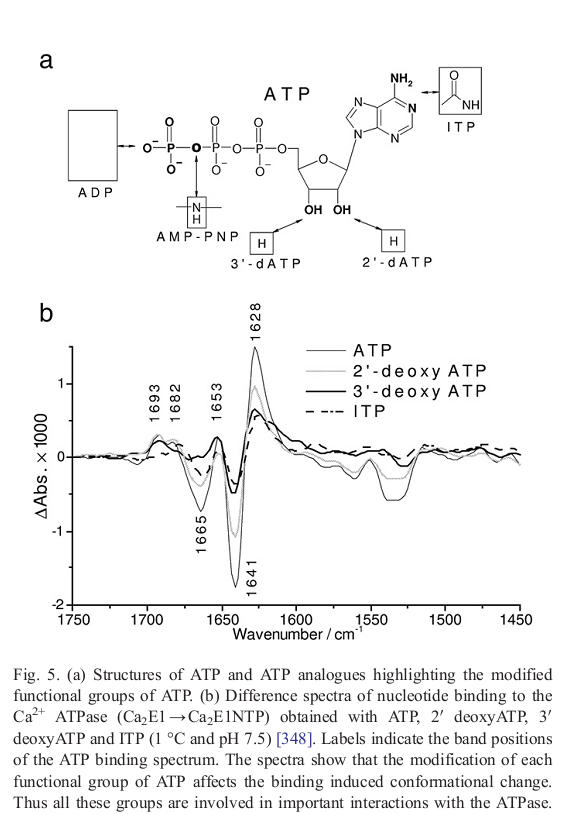 a
ATP
NH2
N
N
N
N
O
NH
ITP
O
O
O
O⁻ P O P O P O
O⁻
O⁻
O⁻
O
ADP
N
H
AMP-PNP
OH OH
H
3'-dATP
H
2'-dATP
b
1628
1693
1682
1653
ATP
2'-deoxy ATP
3'-deoxy ATP
ITP
1
0
-1
-2
ΔAbs. × 1000
1665
1641
1750 1700 1650 1600 1550 1500 1450
Wavenumber / cm⁻¹
Fig. 5. (a) Structures of ATP and ATP analogues highlighting the modified
functional groups of ATP. (b) Difference spectra of nucleotide binding to the
Ca²⁺ ATPase (Ca₂E1→Ca₂E1NTP) obtained with ATP, 2′ deoxyATP, 3′
deoxyATP and ITP (1 °C and pH 7.5) [348]. Labels indicate the band positions
of the ATP binding spectrum. The spectra show that the modification of each
functional group of ATP affects the binding induced conformational change.
Thus all these groups are involved in important interactions with the ATPase.